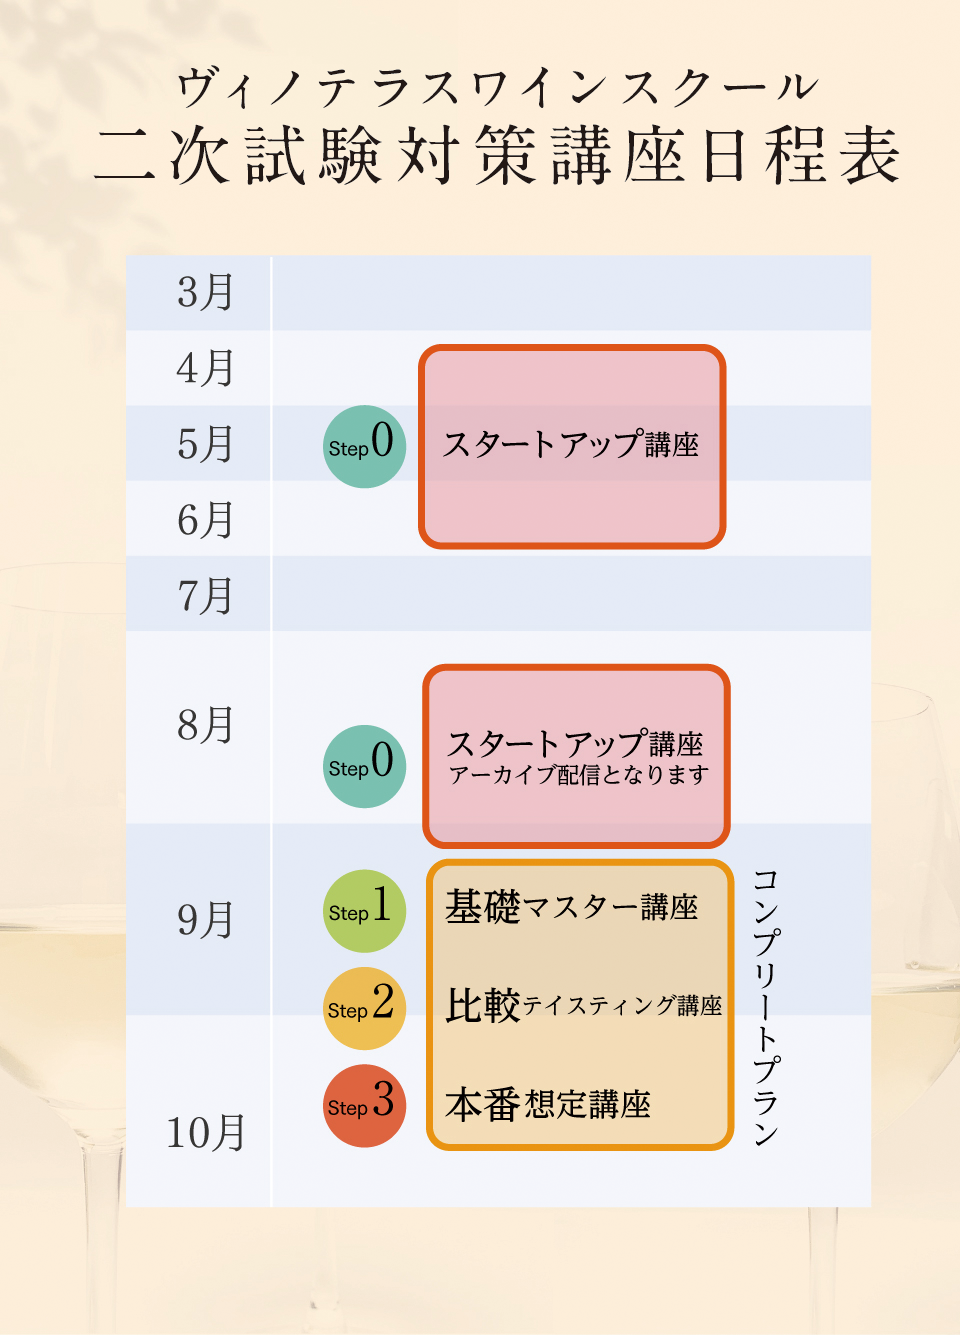 ヴィノテラスワインスクール
二次試験対策講座日程表
3月
4月
5月
Step0
スタートアップ講座
6月
7月
8月
Step0
スタートアップ講座
アーカイブ配信となります
9月
Step1
基礎マスター講座
Step2
比較テイスティング講座
Step3
本番想定講座
コンプリートプラン
10月